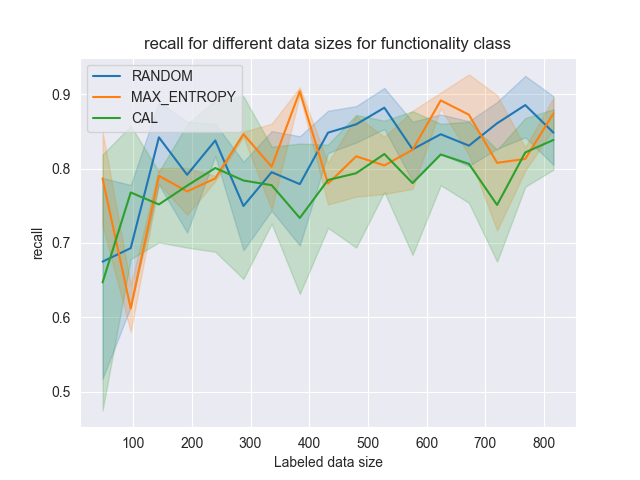 recall for different data sizes for functionality class
RANDOM
MAX_ENTROPY
CAL
0.9
0.8
0.7
0.6
0.5
recall
100 200 300 400 500 600 700 800
Labeled data size